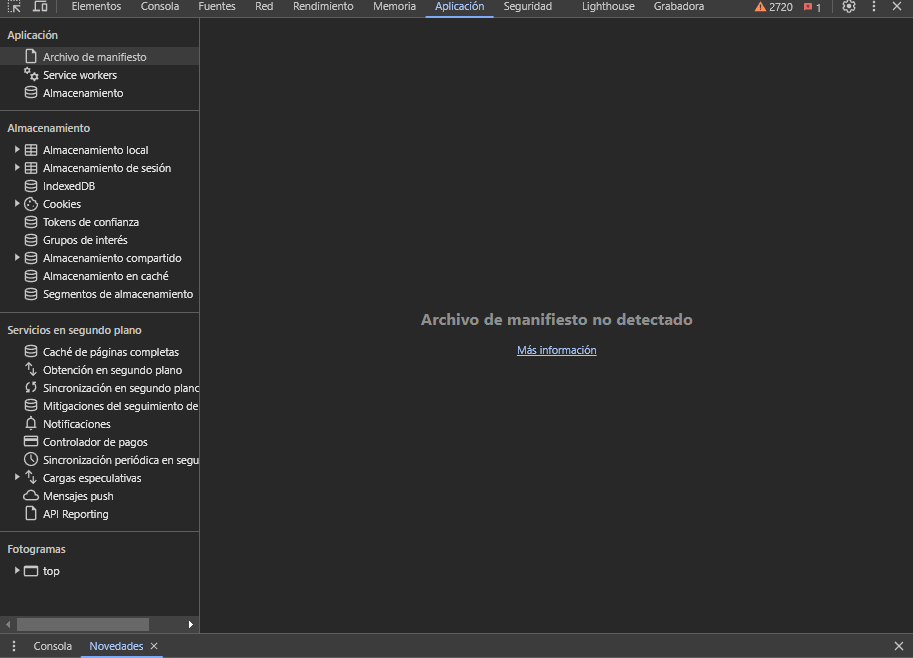 Elementos Consola Fuentes Red Rendimiento Memoria Aplicación Seguridad Lighthouse Grabadora 2720 1
Aplicación
Archivo de manifiesto
Service workers
Almacenamiento
Almacenamiento
Almacenamiento local
Almacenamiento de sesión
IndexedDB
Cookies
Tokens de confianza
Grupos de interés
Almacenamiento compartido
Almacenamiento en caché
Segmentos de almacenamiento
Servicios en segundo plano
Caché de páginas completas
Obtención en segundo plano
Sincronización en segundo plano
Mitigaciones del seguimiento de
Notificaciones
Controlador de pagos
Sincronización periódica en segu
Cargas especulativas
Mensajes push
API Reporting
Fotogramas
top
Archivo de manifiesto no detectado
Más información
Consola Novedades